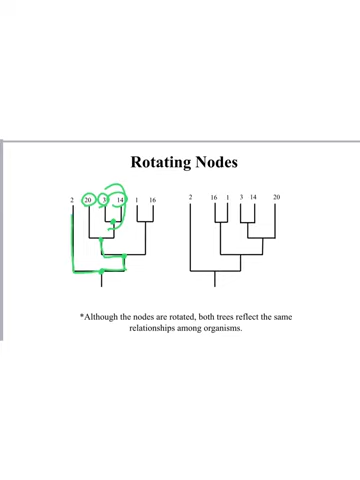 Rotating Nodes
2 20 3 14 1 16
2 16 1 3 14 20
*Although the nodes are rotated, both trees reflect the same
relationships among organisms.